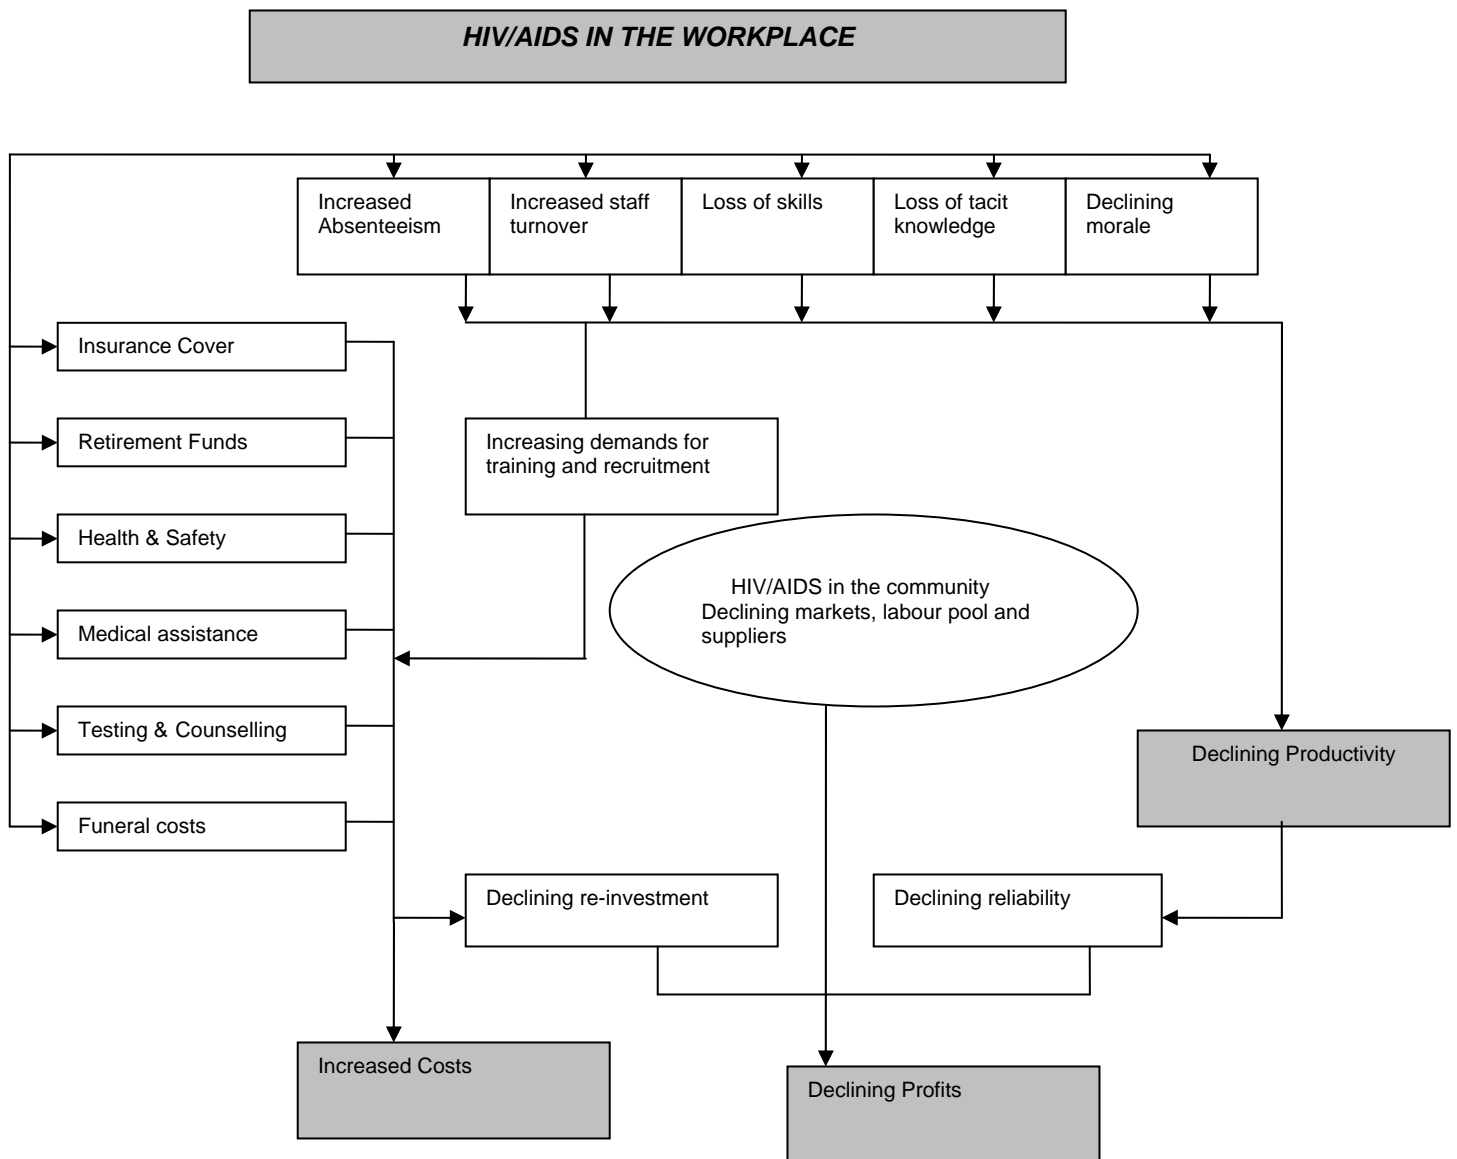 HIV/AIDS IN THE WORKPLACE
Increased
Absenteeism
Increased staff
turnover
Loss of skills
Loss of tacit
knowledge
Declining
morale
Insurance Cover
Retirement Funds
Increasing demands for
training and recruitment
Health & Safety
HIV/AIDS in the community
Declining markets, labour pool and
suppliers
Medical assistance
Testing & Counselling
Declining Productivity
Funeral costs
Declining re-investment
Declining reliability
Increased Costs
Declining Profits